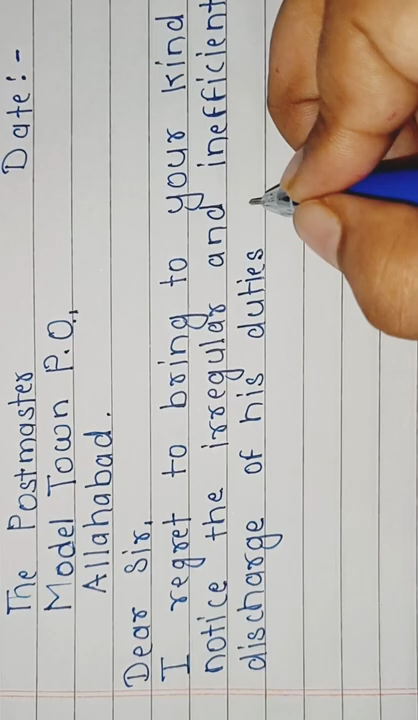 Date:-
The Postmaster
Model Town P.O.,
Allahabad.
Dear Sir,
I regret to bring to your kind
notice the irregular and inefficient
discharge of his duties